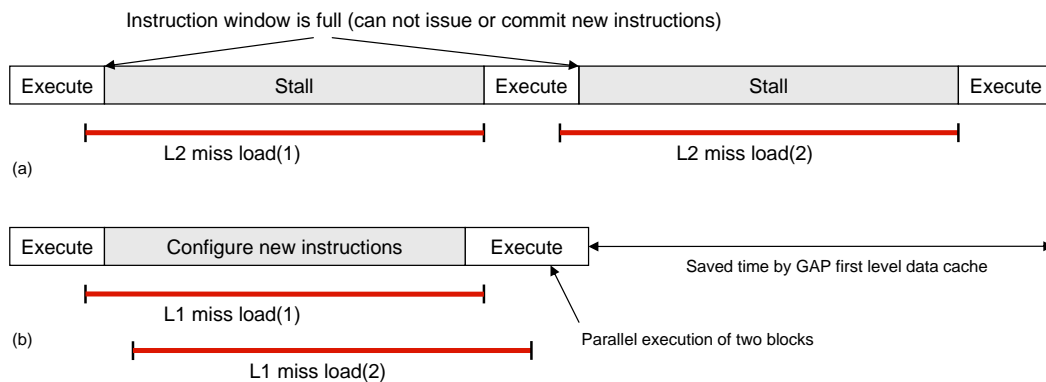 Instruction window is full (can not issue or commit new instructions)
Execute Stall Execute Stall Execute
L2 miss load(1) L2 miss load(2)
(a)
Execute Configure new instructions Execute
Saved time by GAP first level data cache
L1 miss load(1)
(b) Parallel execution of two blocks
L1 miss load(2)